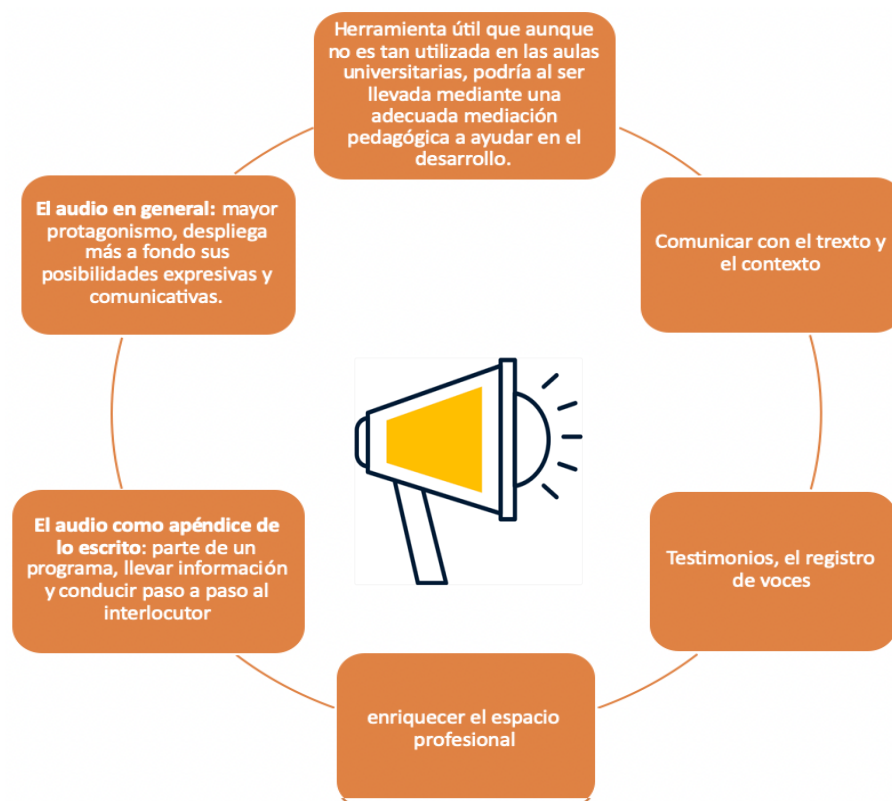 Herramienta útil que aunque
no es tan utilizada en las aulas
universitarias, podría al ser
llevada mediante una
adecuada mediación
pedagógica a ayudar en el
desarrollo.
Comunicar con el trexto y
el contexto
Testimonios, el registro
de voces
enriquecer el espacio
profesional
El audio como apéndice de
lo escrito: parte de un
programa, llevar información
y conducir paso a paso al
interlocutor
El audio en general: mayor
protagonismo, despliega
más a fondo sus
posibilidades expresivas y
comunicativas.